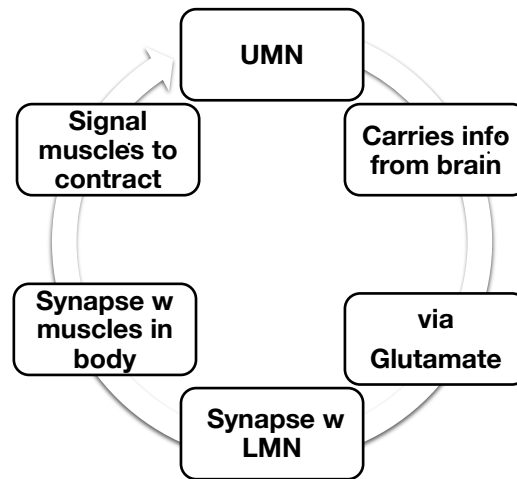 UMN
Carries info
from brain
via
Glutamate
Synapse w
LMN
Synapse w
muscles in
body
Signal
muscles to
contract